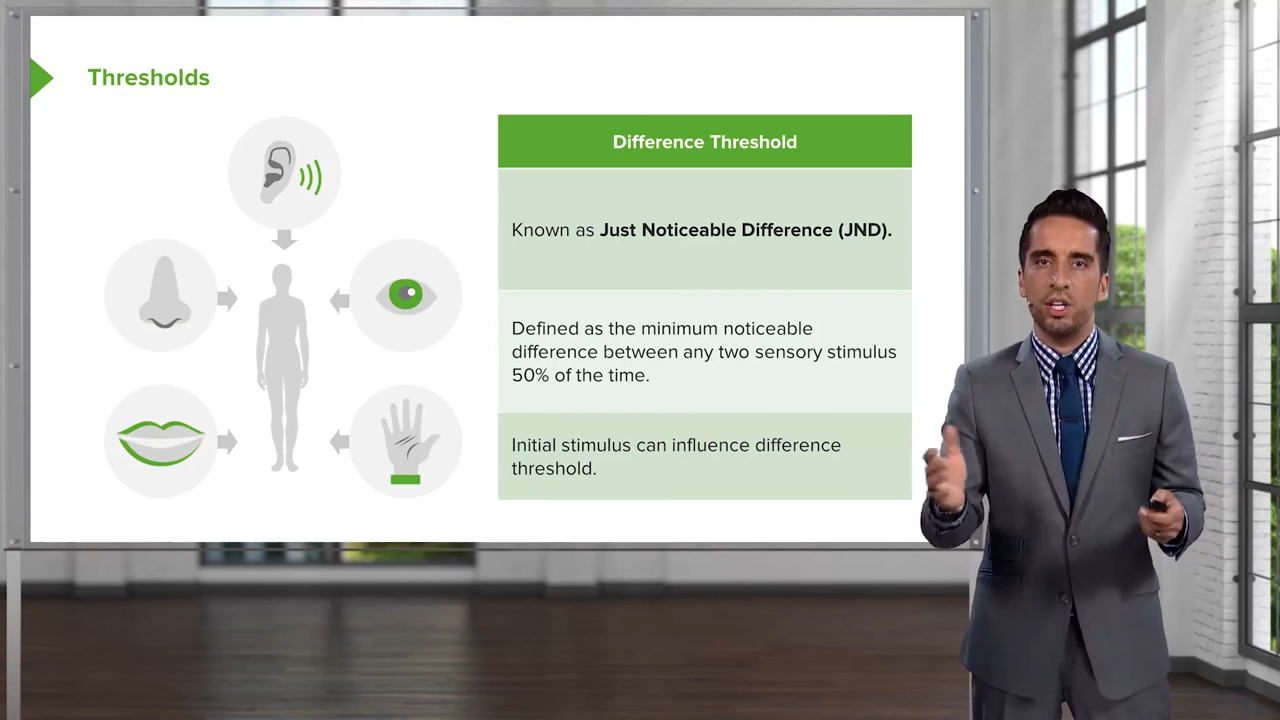 Thresholds
Difference Threshold
Known as Just Noticeable Difference (JND).
Defined as the minimum noticeable
difference between any two sensory stimulus
50% of the time.
Initial stimulus can influence difference
threshold.